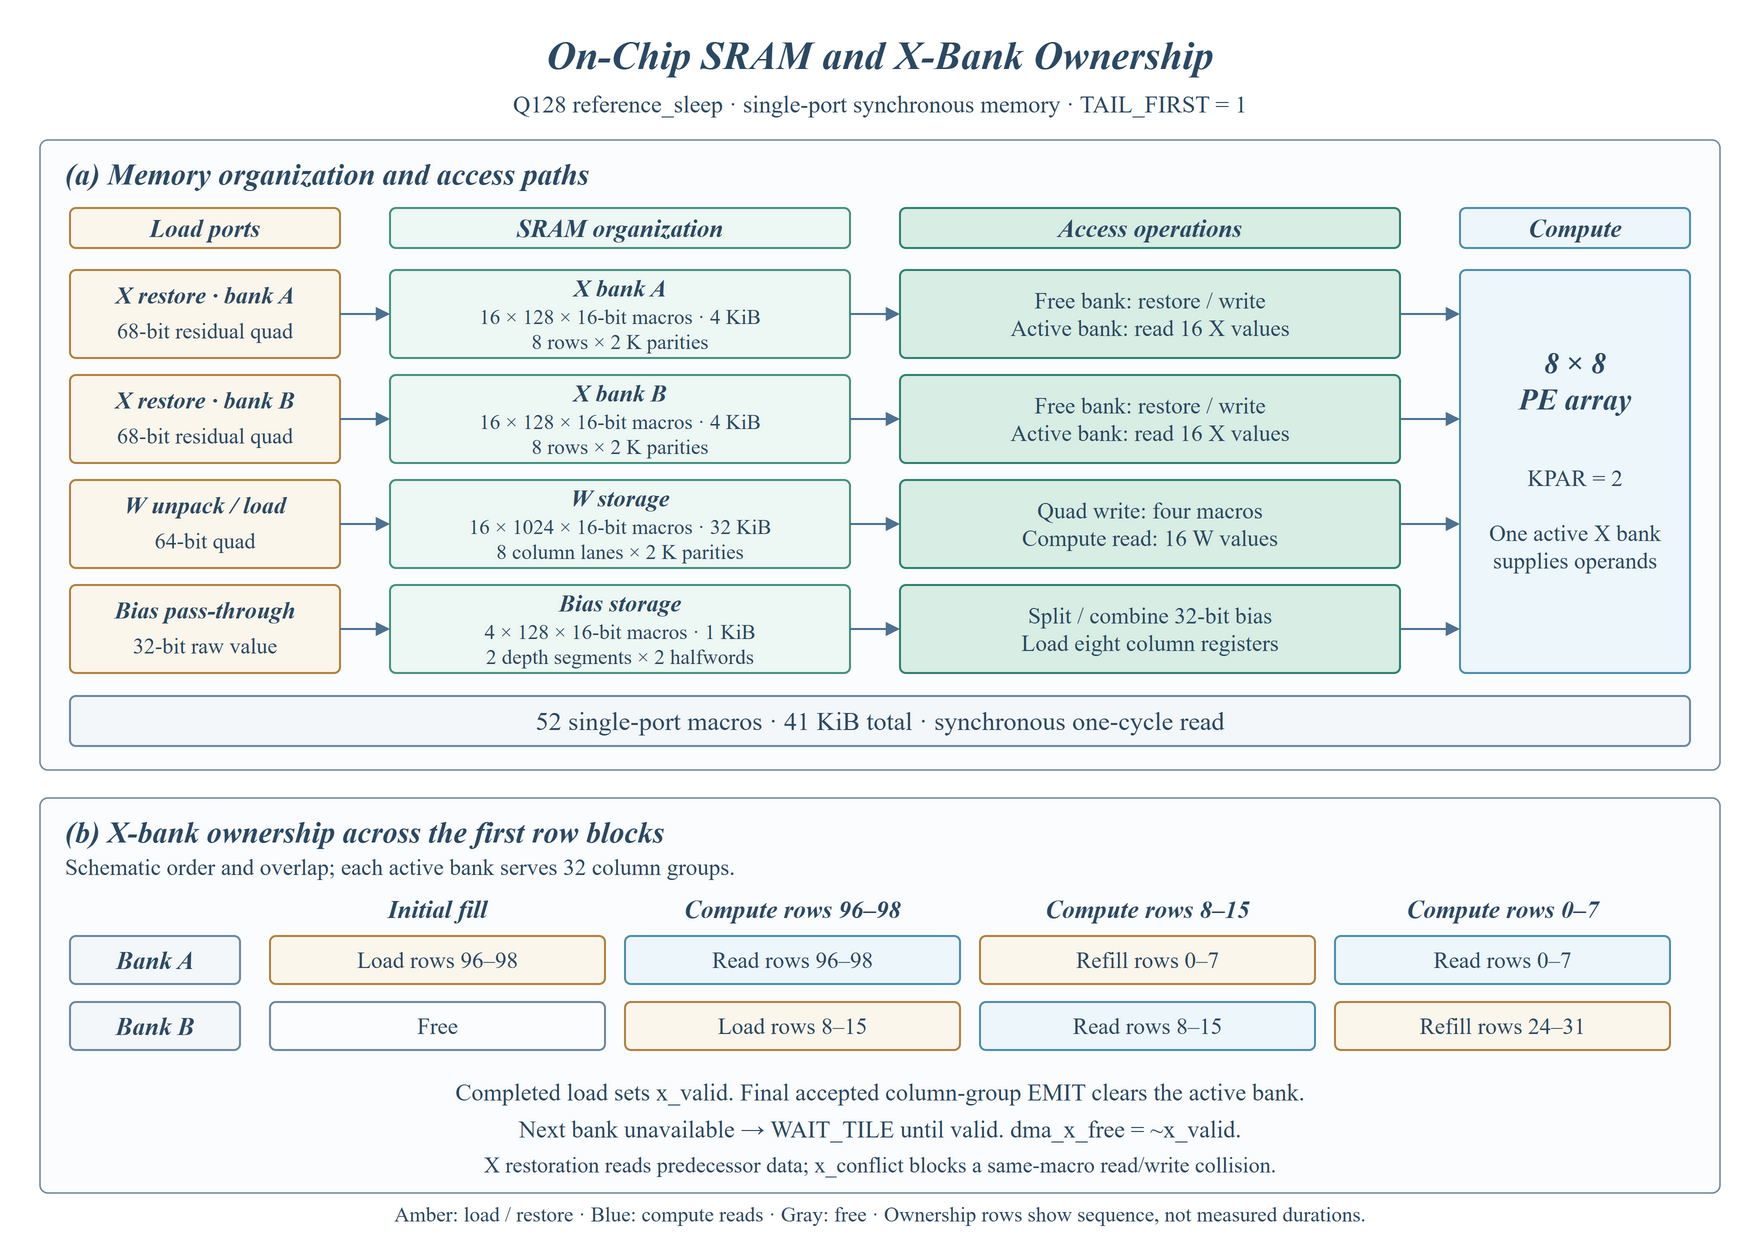 On-Chip SRAM and X-Bank Ownership
Q128 reference_sleep · single-port synchronous memory · TAIL_FIRST = 1
(a) Memory organization and access paths
Load ports
SRAM organization
Access operations
Compute
X restore · bank A
68-bit residual quad
X bank A
16 × 128 × 16-bit macros · 4 KiB
8 rows × 2 K parities
Free bank: restore / write
Active bank: read 16 X values
X restore · bank B
68-bit residual quad
X bank B
16 × 128 × 16-bit macros · 4 KiB
8 rows × 2 K parities
Free bank: restore / write
Active bank: read 16 X values
W unpack / load
64-bit quad
W storage
16 × 1024 × 16-bit macros · 32 KiB
8 column lanes × 2 K parities
Quad write: four macros
Compute read: 16 W values
Bias pass-through
32-bit raw value
Bias storage
4 × 128 × 16-bit macros · 1 KiB
2 depth segments × 2 halfwords
Split / combine 32-bit bias
Load eight column registers
8 × 8
PE array
KPAR = 2
One active X bank
supplies operands
52 single-port macros · 41 KiB total · synchronous one-cycle read
(b) X-bank ownership across the first row blocks
Schematic order and overlap; each active bank serves 32 column groups.
Initial fill
Compute rows 96–98
Compute rows 8–15
Compute rows 0–7
Bank A
Load rows 96–98
Read rows 96–98
Refill rows 0–7
Read rows 0–7
Bank B
Free
Load rows 8–15
Read rows 8–15
Refill rows 24–31
Completed load sets x_valid. Final accepted column-group EMIT clears the active bank.
Next bank unavailable → WAIT_TILE until valid. dma_x_free = ~x_valid.
X restoration reads predecessor data; x_conflict blocks a same-macro read/write collision.
Amber: load / restore · Blue: compute reads · Gray: free · Ownership rows show sequence, not measured durations.